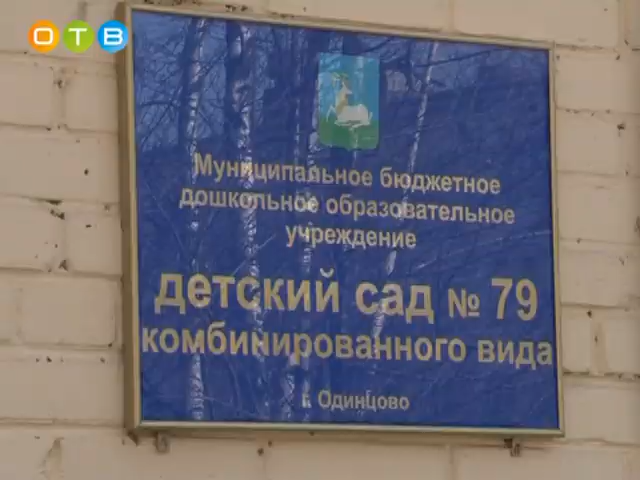 ОТВ
Муниципальное бюджетное
дошкольное образовательное
учреждение
детский сад № 79
комбинированного вида
г. Одинцово